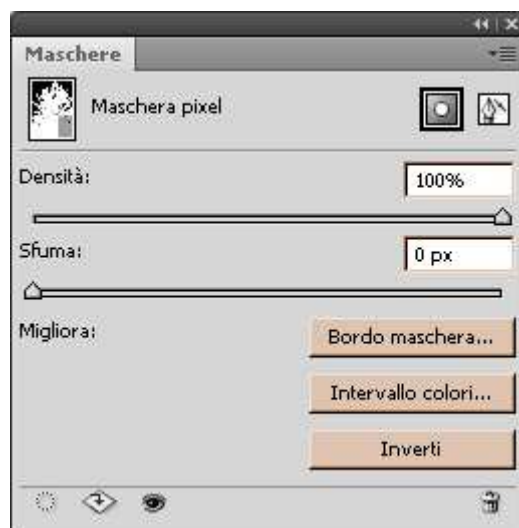 Maschere
Maschera pixel
Densità:
100%
Sfuma:
0 px
Migliora:
Bordo maschera...
Intervallo colori...
Inverti